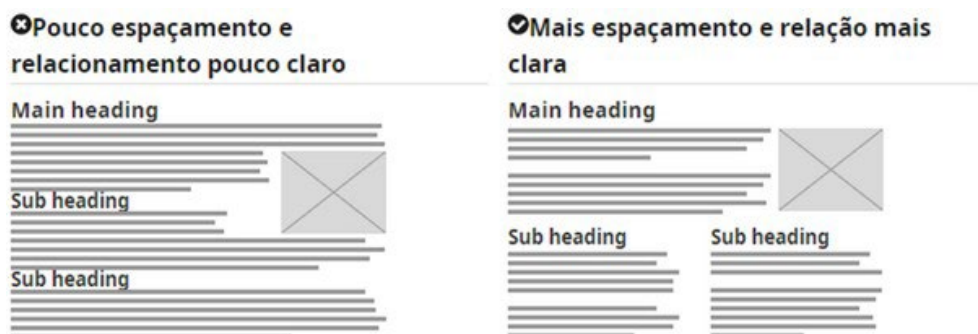 Pouco espaçamento e
relacionamento pouco claro
Main heading
Sub heading
Sub heading
Mais espaçamento e relação mais
clara
Main heading
Sub heading
Sub heading